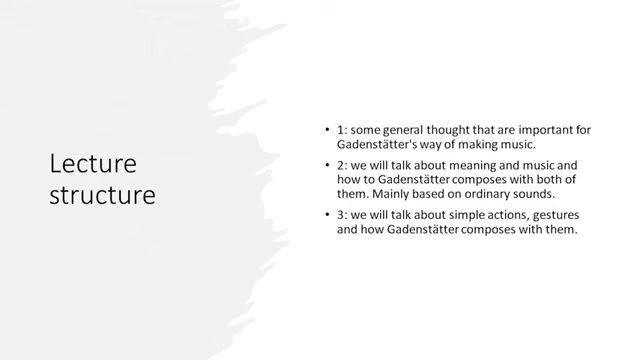 Lecture
structure
• 1: some general thought that are important for
Gadenstätter's way of making music.
• 2: we will talk about meaning and music and
how to Gadenstätter composes with both of
them. Mainly based on ordinary sounds.
• 3: we will talk about simple actions, gestures
and how Gadenstätter composes with them.